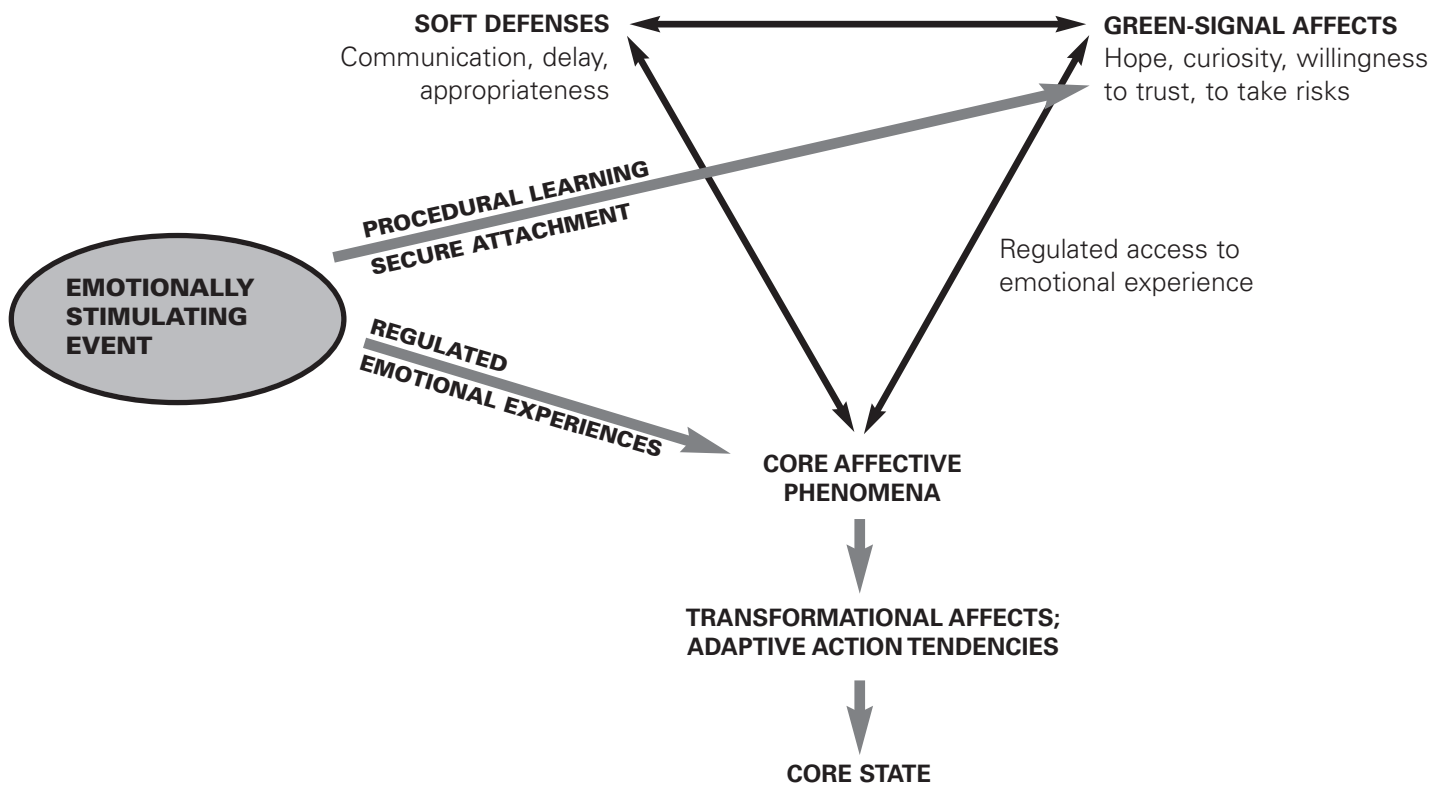 SOFT DEFENSES
Communication, delay,
appropriateness
GREEN-SIGNAL AFFECTS
Hope, curiosity, willingness
to trust, to take risks
PROCEDURAL LEARNING
SECURE ATTACHMENT
Regulated access to
emotional experience
EMOTIONALLY
STIMULATING
EVENT
REGULATED
EMOTIONAL EXPERIENCES
CORE AFFECTIVE
PHENOMENA
TRANSFORMATIONAL AFFECTS;
ADAPTIVE ACTION TENDENCIES
CORE STATE